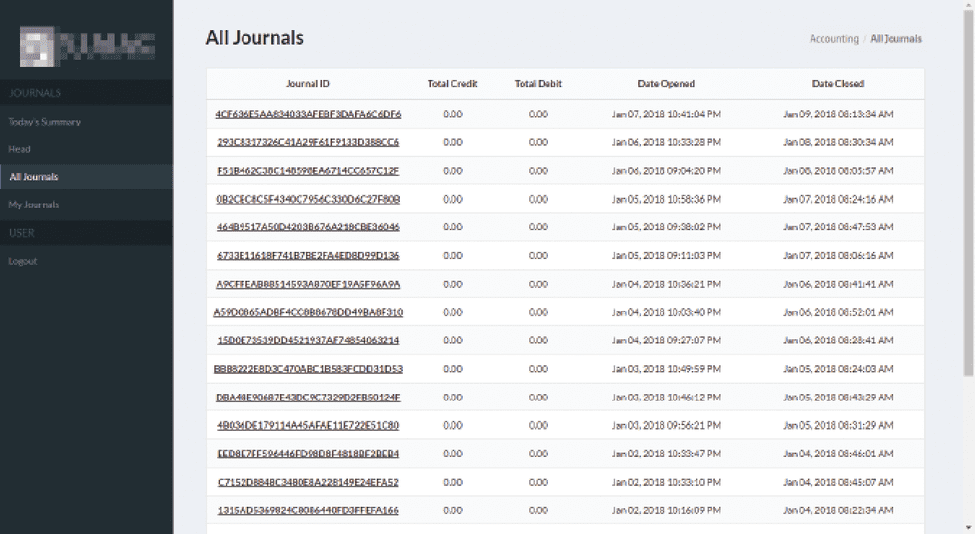 All Journals
Accounting / All Journals
JOURNALS
Today's Summary
Head
All Journals
My Journals
USER
Logout
Journal ID Total Credit Total Debit Date Opened Date Closed
0.00 0.00 Jan 07, 2018 10:41:04 PM Jan 09, 2018 08:13:34 AM
0.00 0.00 Jan 06, 2018 10:33:28 PM Jan 08, 2018 08:30:34 AM
0.00 0.00 Jan 06, 2018 09:04:20 PM Jan 08, 2018 08:05:57 AM
0.00 0.00 Jan 05, 2018 10:58:36 PM Jan 07, 2018 08:24:16 AM
0.00 0.00 Jan 05, 2018 09:38:02 PM Jan 07, 2018 08:47:53 AM
6733E11618F741B7BE2FA4ED8D99D136 0.00 0.00 Jan 05, 2018 09:11:03 PM Jan 07, 2018 08:06:16 AM
0.00 0.00 Jan 04, 2018 10:36:21 PM Jan 06, 2018 08:41:41 AM
0.00 0.00 Jan 04, 2018 10:03:40 PM Jan 06, 2018 08:52:01 AM
15D0E73539DD4521937AF74854063214 0.00 0.00 Jan 04, 2018 09:27:07 PM Jan 06, 2018 08:28:41 AM
0.00 0.00 Jan 03, 2018 10:49:59 PM Jan 05, 2018 08:24:03 AM
0.00 0.00 Jan 03, 2018 10:46:12 PM Jan 05, 2018 08:43:29 AM
4B036DE179114A45AFAE11E722E51C80 0.00 0.00 Jan 03, 2018 09:56:21 PM Jan 05, 2018 08:31:29 AM
0.00 0.00 Jan 02, 2018 10:33:47 PM Jan 04, 2018 08:46:01 AM
C7152D8848C3480E8A228149E24EFA52 0.00 0.00 Jan 02, 2018 10:33:10 PM Jan 04, 2018 08:45:07 AM
0.00 0.00 Jan 02, 2018 10:16:09 PM Jan 04, 2018 08:22:34 AM